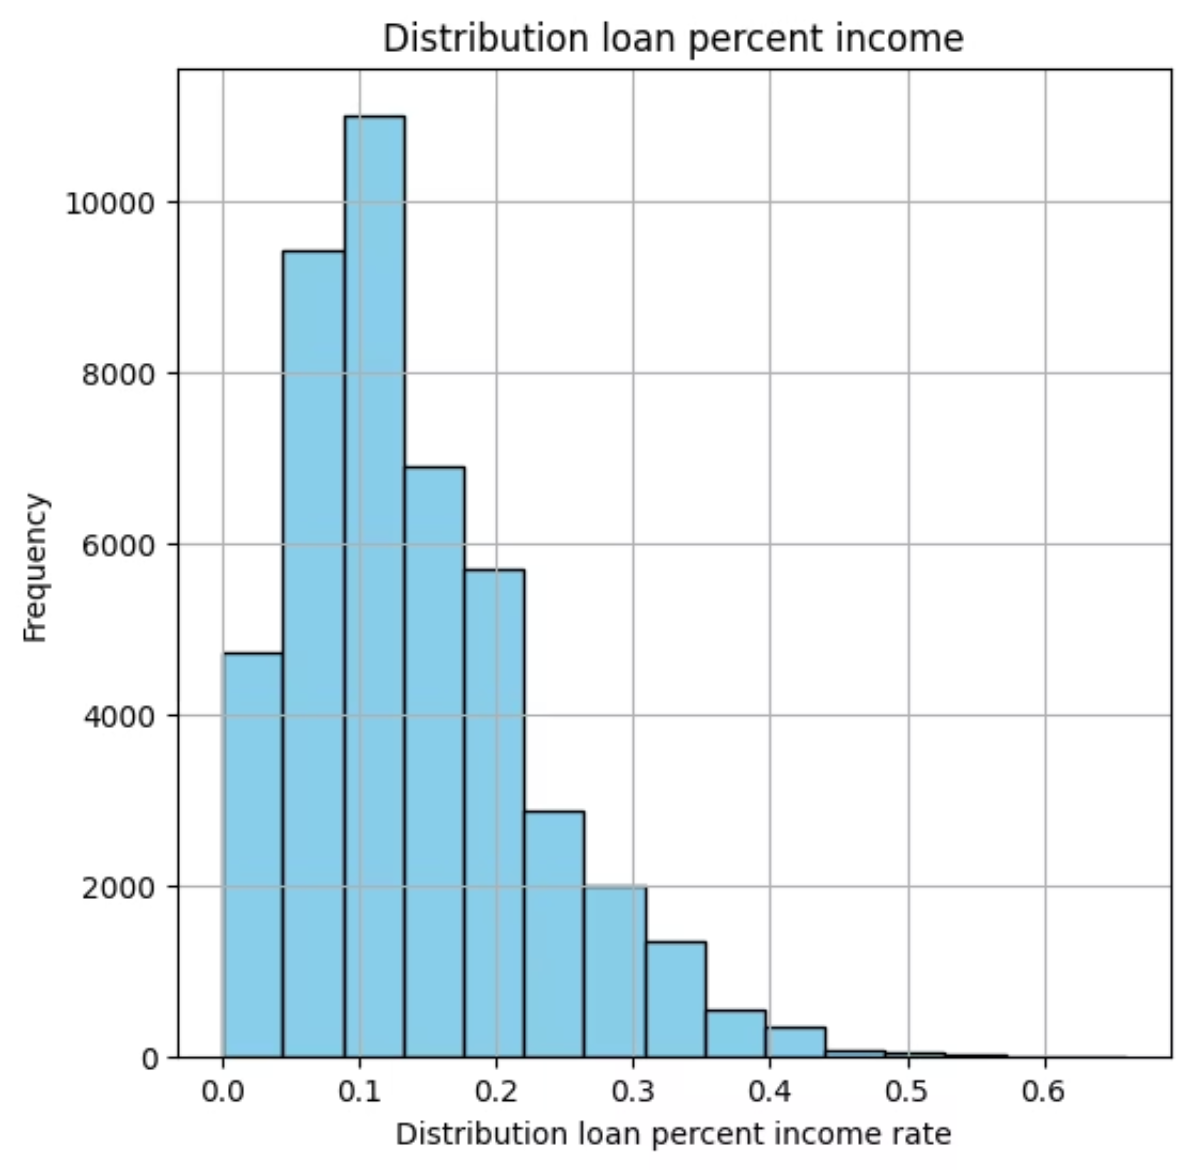 Distribution loan percent income
10000
8000
6000
4000
2000
0
Frequency
0.0 0.1 0.2 0.3 0.4 0.5 0.6
Distribution loan percent income rate